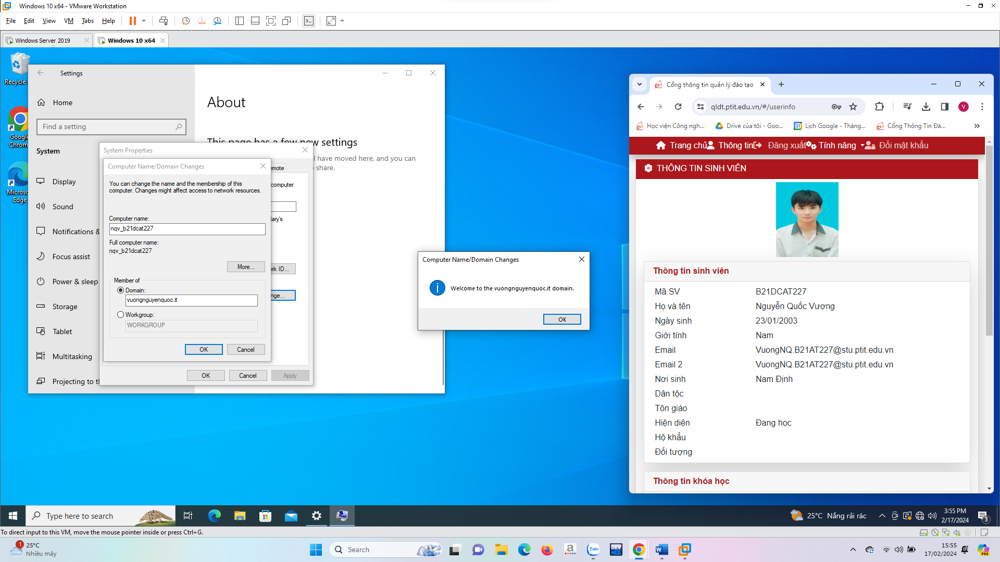 Windows 10 x64 - VMware Workstation
File Edit View VM Tabs Help
Windows Server 2019
Windows 10 x64
Recycle
Google
Chrom
Micros
Edge
Settings
Home
Find a setting
System
Display
Sound
Notifications &
Focus assist
Power & sleep
Storage
Tablet
Multitasking
Projecting to th
About
This page has a few new settings
l have moved here, and you can
share.
System Properties
emote
computer
lary's
rk ID...
nge...
OK Cancel Apply
Computer Name/Domain Changes
You can change the name and the membership of this
computer. Changes might affect access to network resources.
Computer name:
nqv_b21dcat227
Full computer name:
nqv_b21dcat227
More...
Member of
Domain:
vuongnguyenquoc.it
Workgroup:
WORKGROUP
OK Cancel
Computer Name/Domain Changes
Welcome to the vuongnguyenquoc.it domain.
OK
Cổng thông tin quản lý đào tạo
qldt.ptit.edu.vn/#/userinfo
V
Học viện Công ngh... Drive của tôi - Goo... 31 Lịch Google - Tháng... Cổng Thông Tin Đà...
Trang chủ Thông tin Đăng xuất Tính năng Đổi mật khẩu
THÔNG TIN SINH VIÊN
Thông tin sinh viên
Mã SV B21DCAT227
Họ và tên Nguyễn Quốc Vượng
Ngày sinh 23/01/2003
Giới tính Nam
Email VuongNQ.B21AT227@stu.ptit.edu.vn
Email 2 VuongNQ.B21AT227@stu.ptit.edu.vn
Nơi sinh Nam Định
Dân tộc
Tôn giáo
Hiện diện Đang học
Hộ khẩu
Đối tượng
Thông tin khóa học
Type here to search
25°C Nắng rải rác
3:55 PM
2/17/2024
3
To direct input to this VM, move the mouse pointer inside or press Ctrl+G.
1
25°C
Nhiều mây
Search
a
Zalo
DEV
W
15:55
17/02/2024
PRE